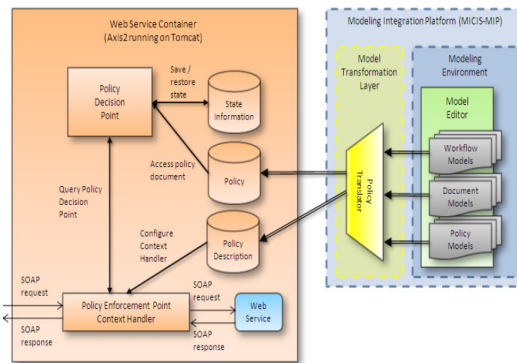 Web Service Container
(Axis2 running on Tomcat)
Policy
Decision
Point
Save /
restore
state
State
Information
Access policy
document
Policy
Query Policy
Decision
Point
Configure
Context
Handler
Policy
Description
SOAP
request
SOAP
response
Policy Enforcement Point
Context Handler
SOAP
request
SOAP
response
Web
Service
Modeling Integration Platform (MICIS-MIP)
Model
Transformation
Layer
Policy
Translator
Modeling
Environment
Model
Editor
Workflow
Models
Document
Models
Policy
Models